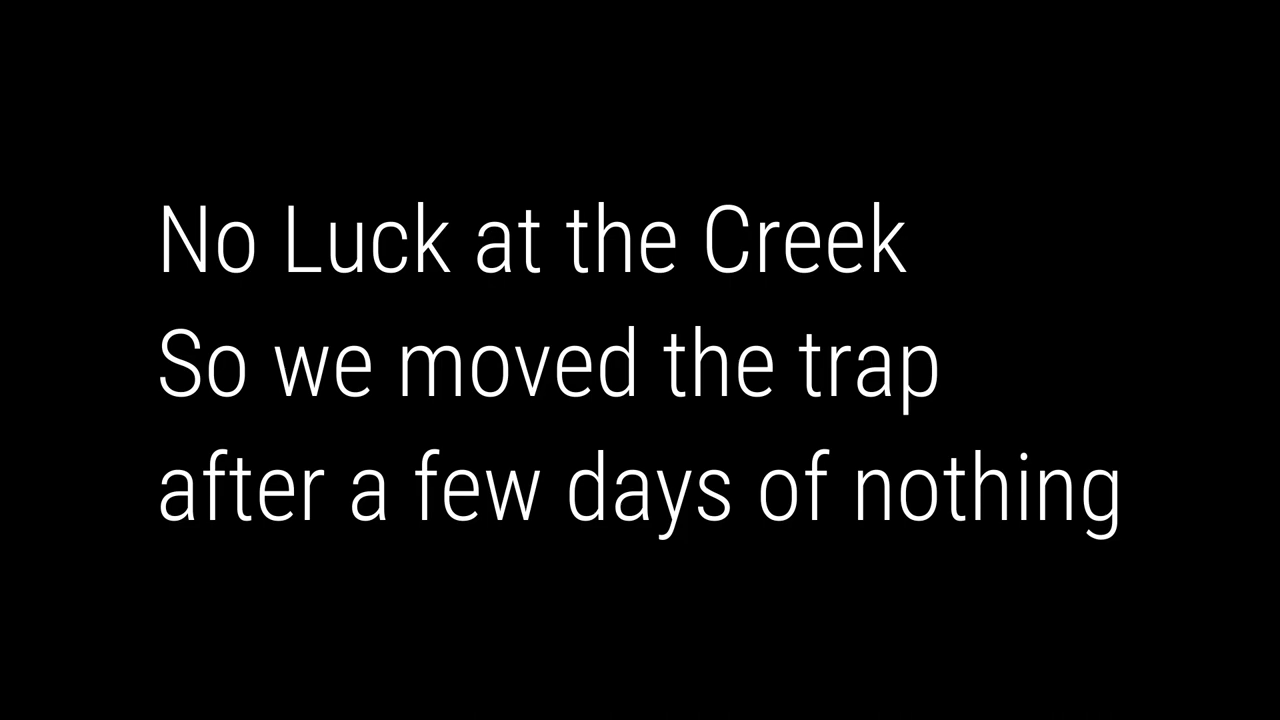 No Luck at the Creek
So we moved the trap
after a few days of nothing